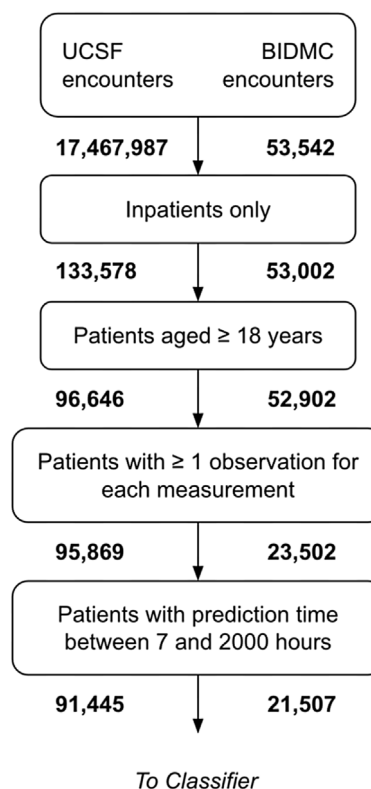 UCSF BIDMC
encounters encounters
17,467,987 53,542
Inpatients only
133,578 53,002
Patients aged ≥ 18 years
96,646 52,902
Patients with ≥ 1 observation for
each measurement
95,869 23,502
Patients with prediction time
between 7 and 2000 hours
91,445 21,507
To Classifier